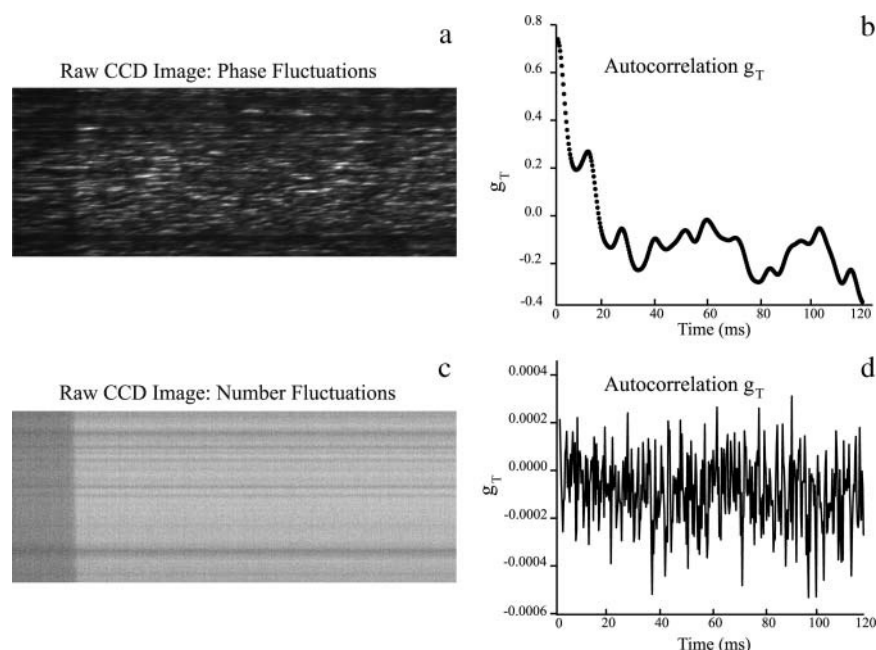 a
Raw CCD Image: Phase Fluctuations
b
Autocorrelation g_T
0.8
0.6
0.4
0.2
0.0
-0.2
-0.4
g_T
0 20 40 60 80 100 120
Time (ms)
c
Raw CCD Image: Number Fluctuations
d
Autocorrelation g_T
0.0004
0.0002
0.0000
-0.0002
-0.0004
-0.0006
g_T
0 20 40 60 80 100 120
Time (ms)